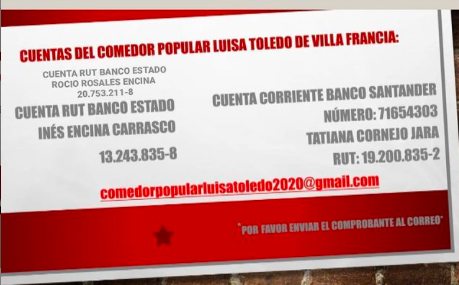 CUENTAS DEL COMEDOR POPULAR LUISA TOLEDO DE VILLA FRANCIA:
CUENTA RUT BANCO ESTADO
ROCIO ROSALES ENCINA
20.753.211-8
CUENTA RUT BANCO ESTADO
INÉS ENCINA CARRASCO
13.243.835-8
CUENTA CORRIENTE BANCO SANTANDER
NÚMERO: 71654303
TATIANA CORNEJO JARA
RUT: 19.200.835-2
comedorpopularluisatoledo2020@gmail.com
*POR FAVOR ENVIAR EL COMPROBANTE AL CORREO*